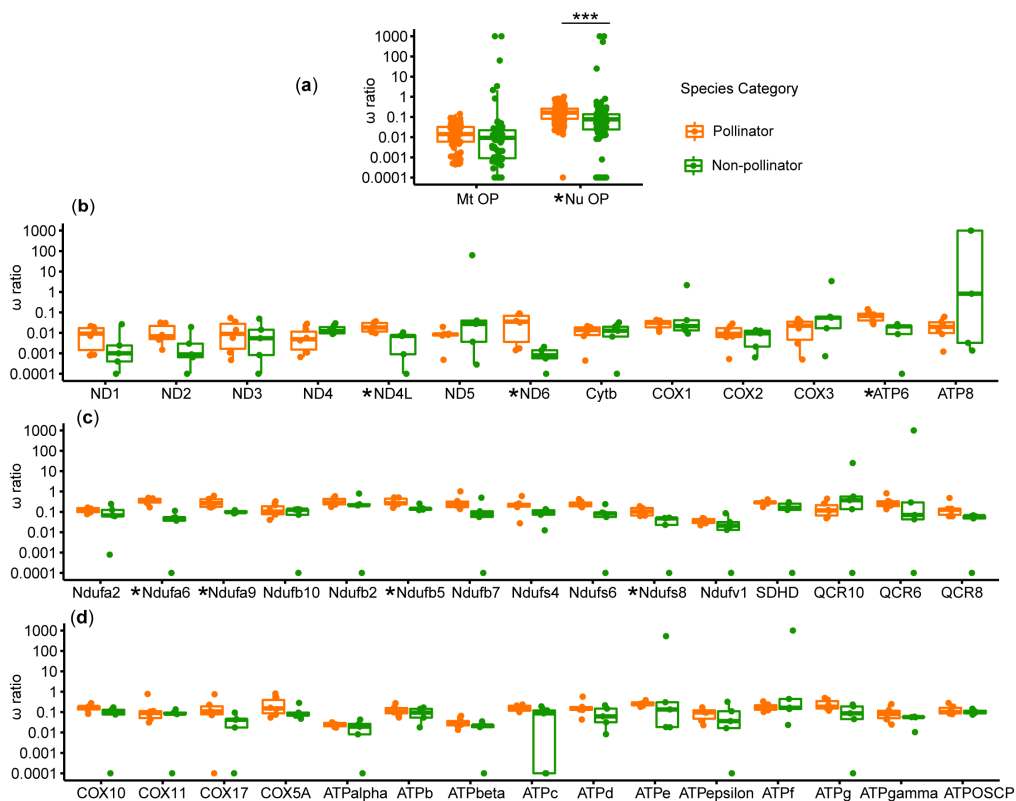 (a)
***
ω ratio
1000
100
10
1
0.1
0.01
0.001
0.0001
Mt OP
*Nu OP
Species Category
Pollinator
Non-pollinator
(b)
ω ratio
1000
100
10
1
0.1
0.01
0.001
0.0001
ND1 ND2 ND3 ND4 *ND4L ND5 *ND6 Cytb COX1 COX2 COX3 *ATP6 ATP8
(c)
ω ratio
1000
100
10
1
0.1
0.01
0.001
0.0001
Ndufa2 *Ndufa6 *Ndufa9 Ndufb10 Ndufb2 *Ndufb5 Ndufb7 Ndufs4 Ndufs6 *Ndufs8 Ndufv1 SDHD QCR10 QCR6 QCR8
(d)
ω ratio
1000
100
10
1
0.1
0.01
0.001
0.0001
COX10 COX11 COX17 COX5A ATPalpha ATPb ATPbeta ATPc ATPd ATPe ATPepsilon ATPf ATPg ATPgamma ATPOSCP